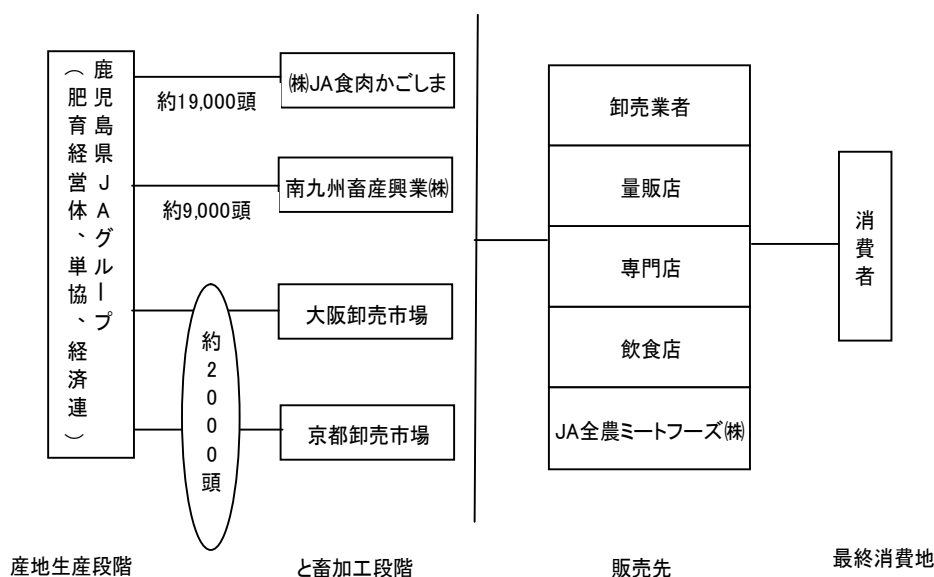 鹿児島県JAグループ
（肥育経営体、単協、経済連）
約19,000頭
約9,000頭
約2000頭
㈱JA食肉かごしま
南九州畜産興業㈱
大阪卸売市場
京都卸売市場
卸売業者
量販店
専門店
飲食店
JA全農ミートフーズ㈱
消費者
産地生産段階
と畜加工段階
販売先
最終消費地